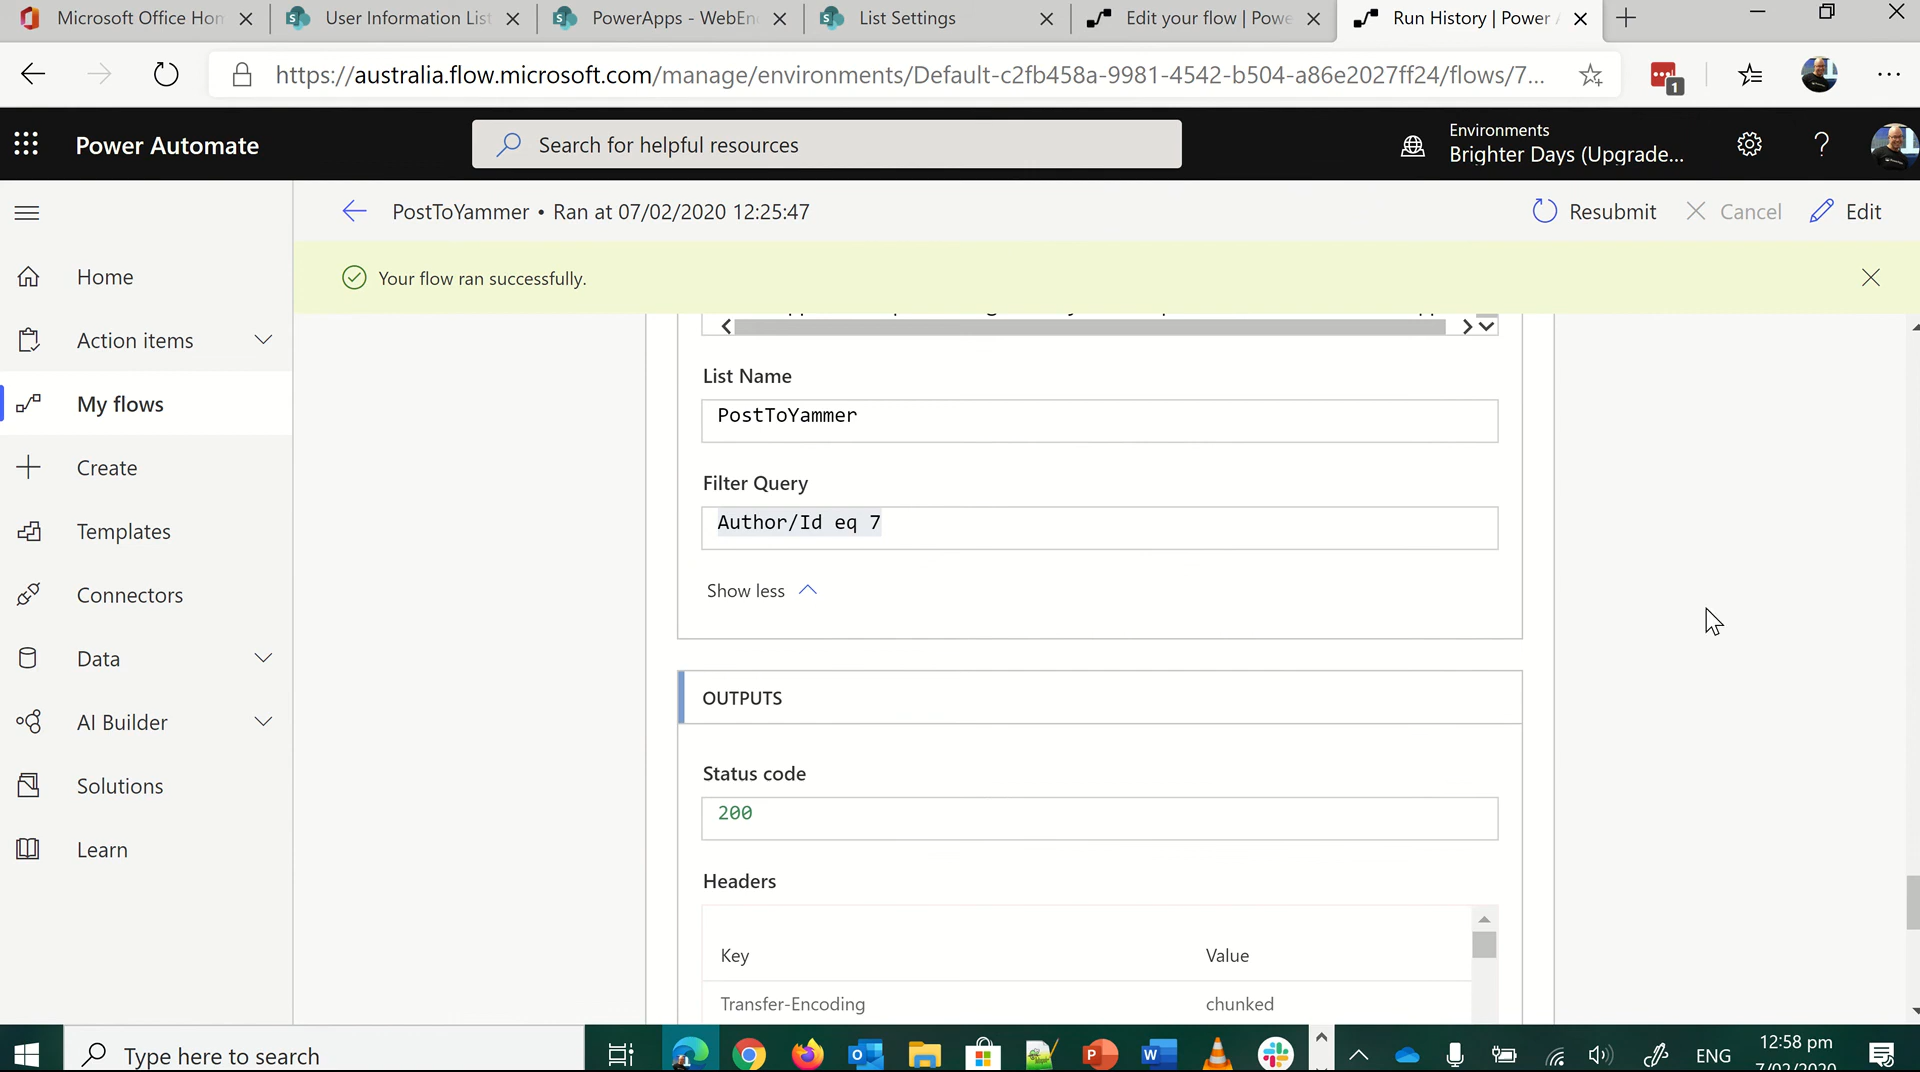 Microsoft Office Hon
User Information List
PowerApps - WebEn
List Settings
Edit your flow | Powe
Run History | Power A
https://australia.flow.microsoft.com/manage/environments/Default-c2fb458a-9981-4542-b504-a86e2027ff24/flows/7...
1
Power Automate
Search for helpful resources
Environments
Brighter Days (Upgrade...
PostToYammer • Ran at 07/02/2020 12:25:47
Resubmit
Cancel
Edit
Your flow ran successfully.
Home
Action items
My flows
Create
Templates
Connectors
Data
AI Builder
Solutions
Learn
List Name
PostToYammer
Filter Query
Author/Id eq 7
Show less
OUTPUTS
Status code
200
Headers
Key Value
Transfer-Encoding chunked
Type here to search
ENG
12:58 pm
7/02/2020